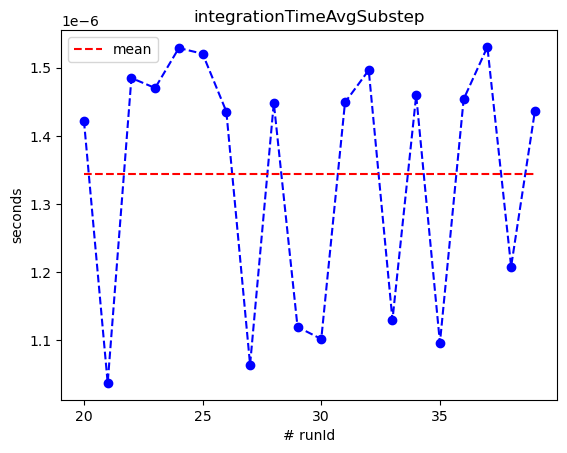 integrationTimeAvgSubstep
1e−6
mean
1.5
1.4
1.3
1.2
1.1
seconds
20 25 30 35
# runId